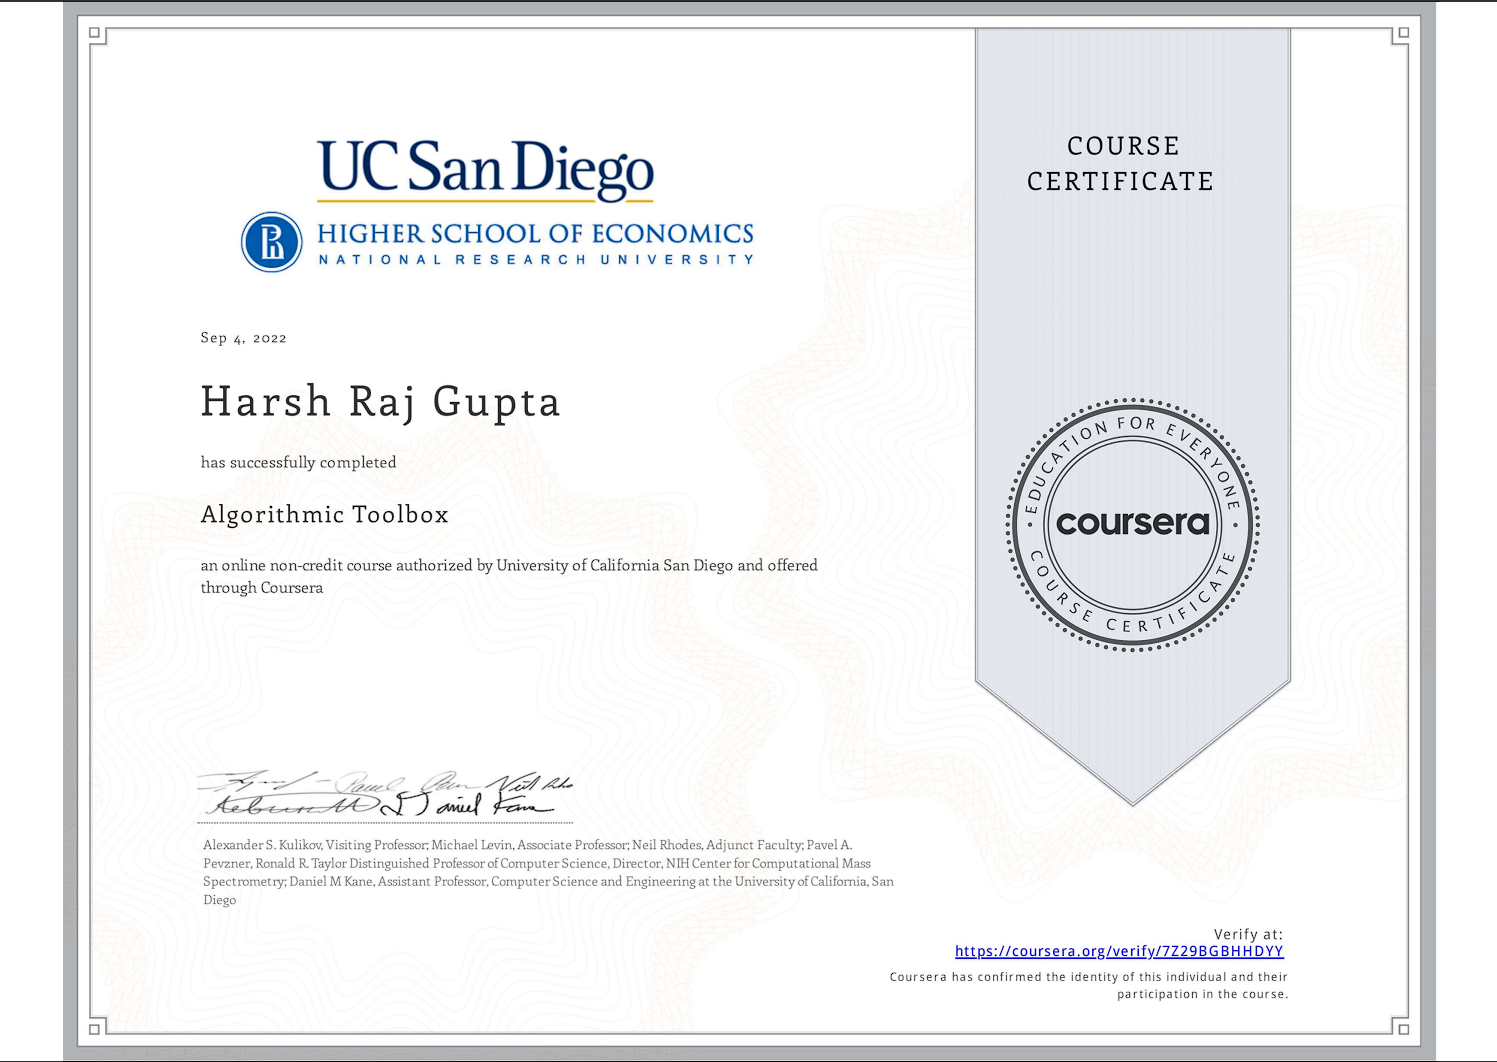 UC San Diego
HIGHER SCHOOL OF ECONOMICS
NATIONAL RESEARCH UNIVERSITY
COURSE
CERTIFICATE
Sep 4, 2022
Harsh Raj Gupta
has successfully completed
Algorithmic Toolbox
an online non-credit course authorized by University of California San Diego and offered
through Coursera
EDUCATION FOR EVERYONE
coursera
COURSE CERTIFICATE
Alexander S. Kulikov, Visiting Professor; Michael Levin, Associate Professor; Neil Rhodes, Adjunct Faculty; Pavel A.
Pevzner, Ronald R. Taylor Distinguished Professor of Computer Science, Director, NIH Center for Computational Mass
Spectrometry; Daniel M Kane, Assistant Professor, Computer Science and Engineering at the University of California, San
Diego
Verify at:
https://coursera.org/verify/7Z29BGBHHDYY
Coursera has confirmed the identity of this individual and their
participation in the course.